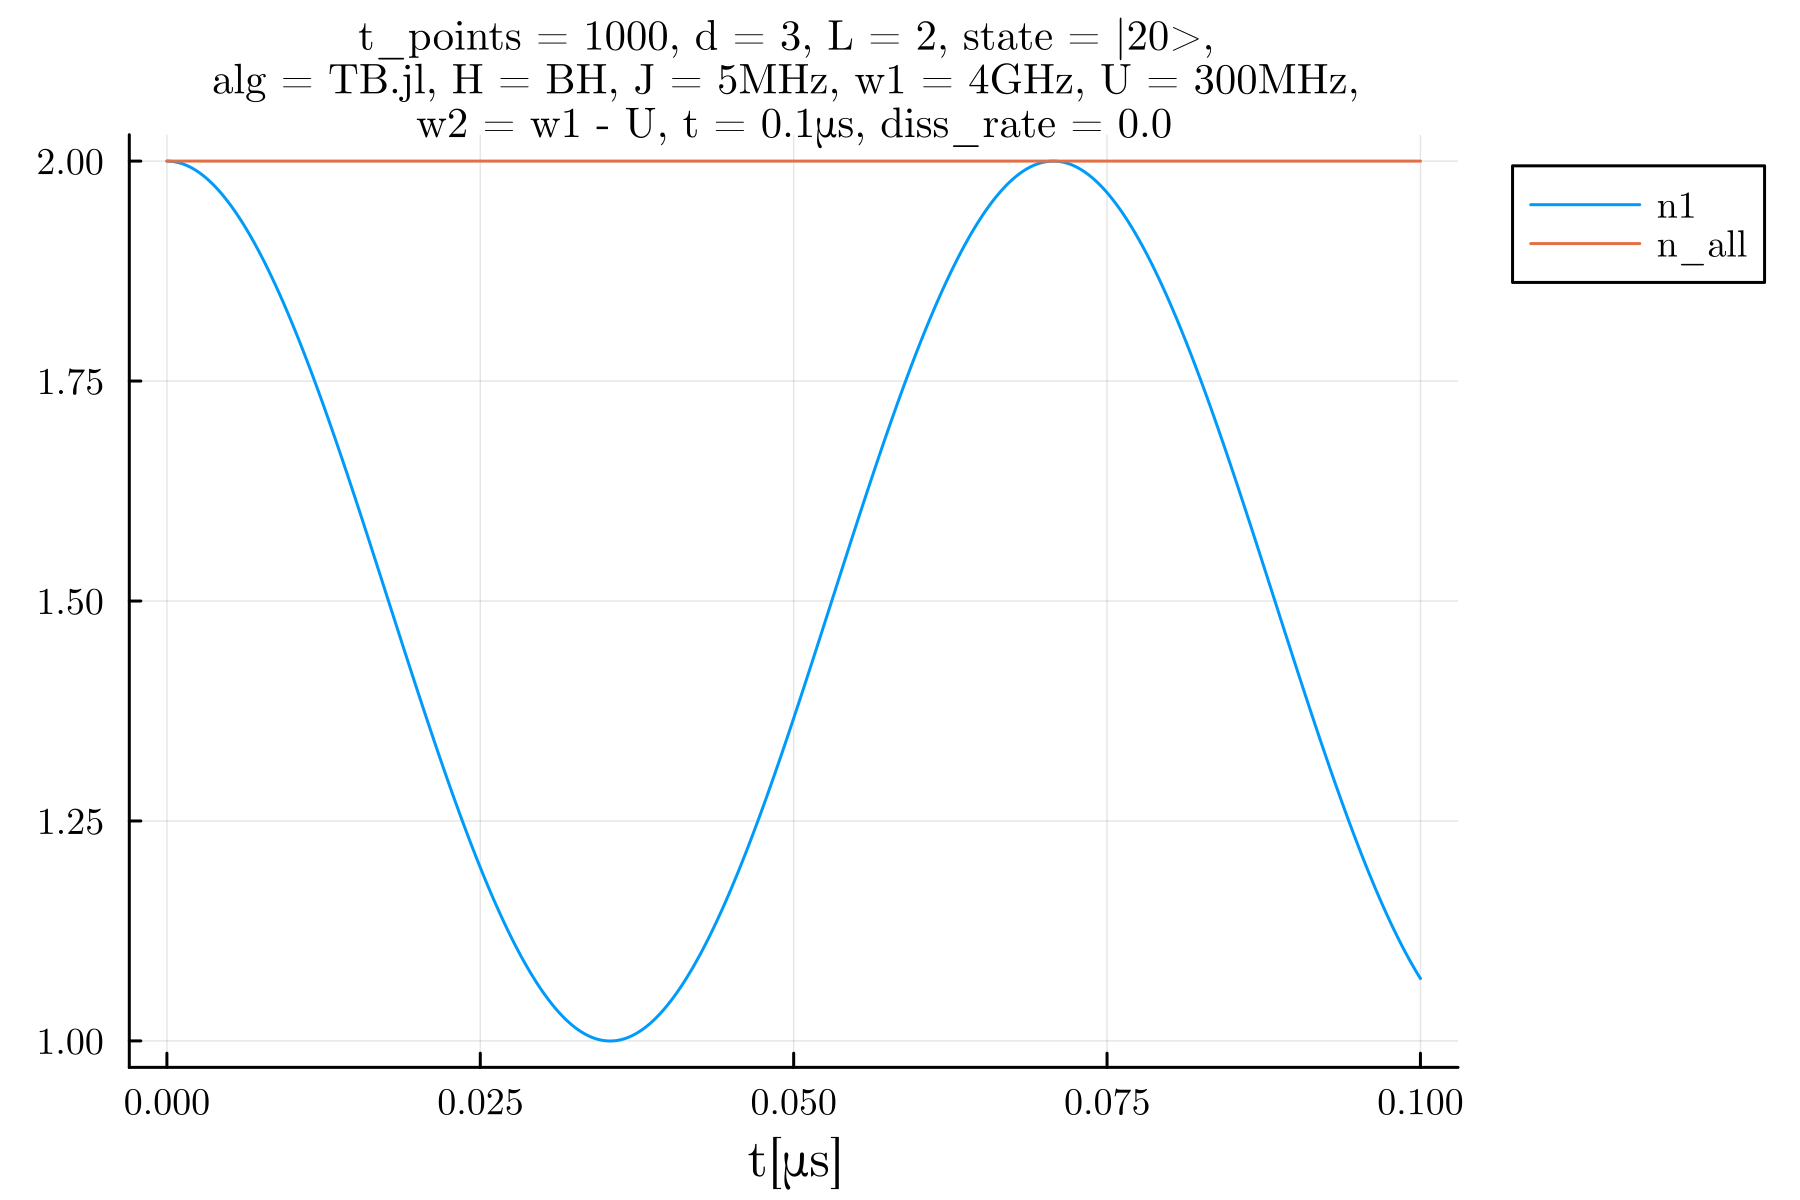 t_points = 1000, d = 3, L = 2, state = |20>,
alg = TB.jl, H = BH, J = 5MHz, w1 = 4GHz, U = 300MHz,
w2 = w1 - U, t = 0.1μs, diss_rate = 0.0
2.00
1.75
1.50
1.25
1.00
n1
n_all
0.000 0.025 0.050 0.075 0.100
t[μs]